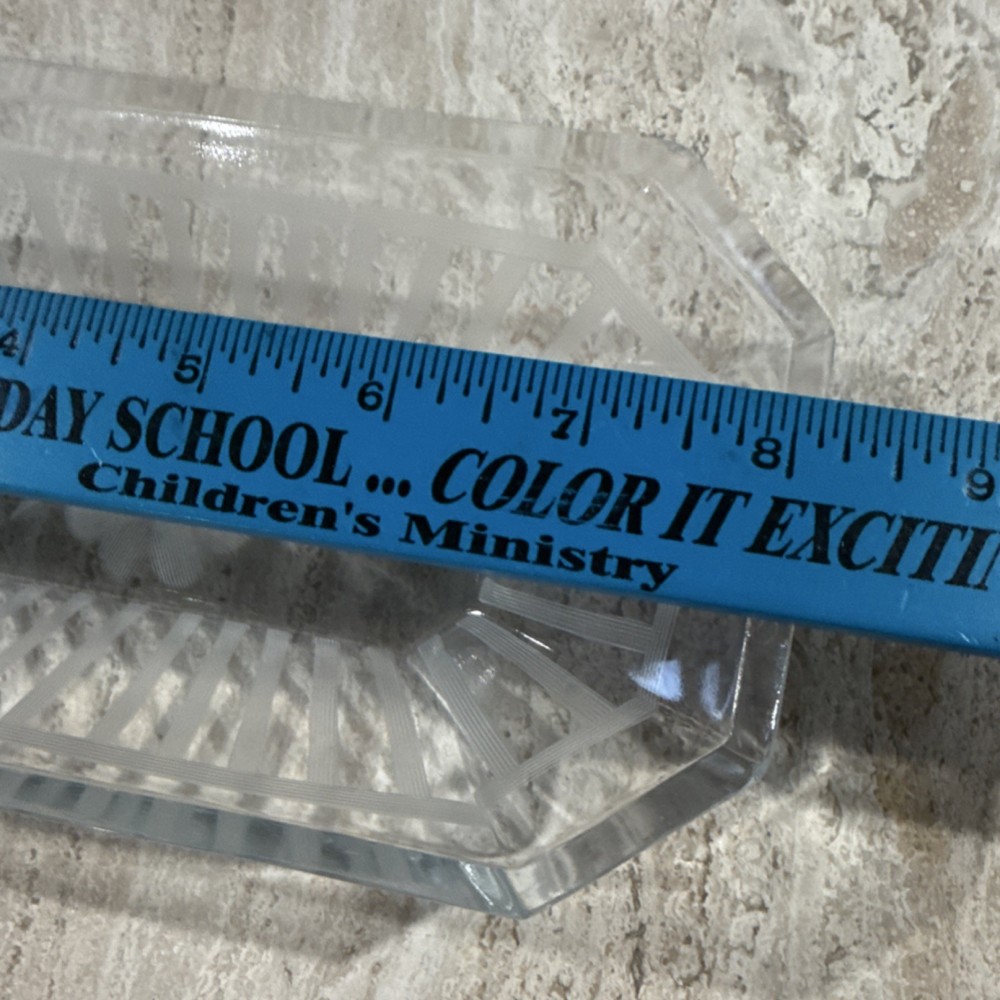 4 5 6 7 8 9
DAY SCHOOL... COLOR IT EXCITI
Children's Ministry